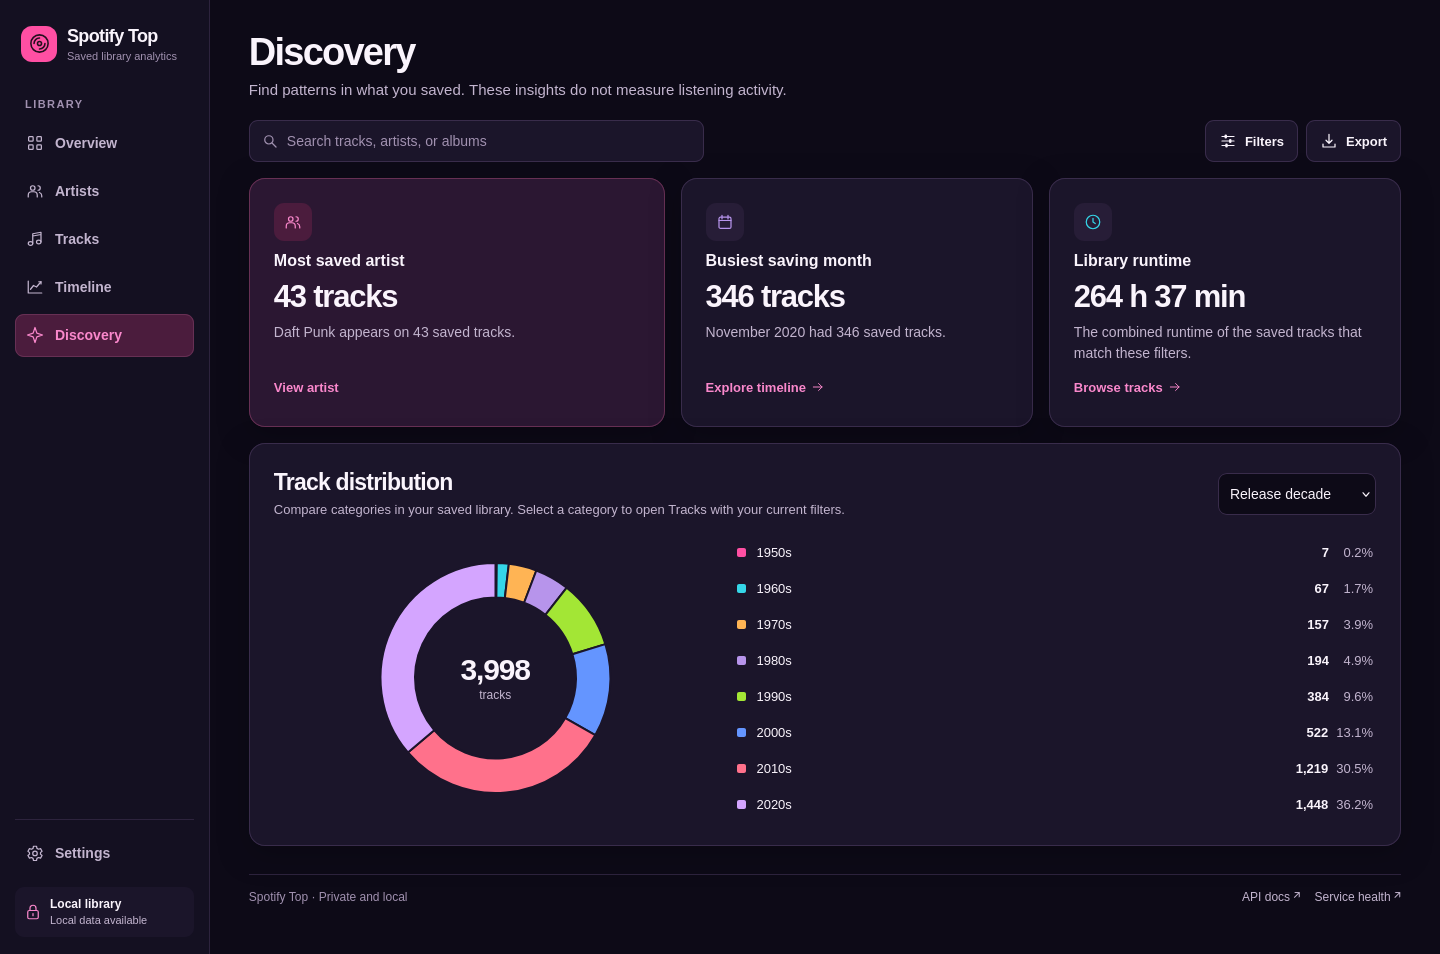 Spotify Top
Saved library analytics
LIBRARY
Overview
Artists
Tracks
Timeline
Discovery
Settings
Local library
Local data available
Discovery
Find patterns in what you saved. These insights do not measure listening activity.
Search tracks, artists, or albums
Filters
Export
Most saved artist
43 tracks
Daft Punk appears on 43 saved tracks.
View artist
Busiest saving month
346 tracks
November 2020 had 346 saved tracks.
Explore timeline
Library runtime
264 h 37 min
The combined runtime of the saved tracks that
match these filters.
Browse tracks
Track distribution
Compare categories in your saved library. Select a category to open Tracks with your current filters.
Release decade
3,998
tracks
1950s 7 0.2%
1960s 67 1.7%
1970s 157 3.9%
1980s 194 4.9%
1990s 384 9.6%
2000s 522 13.1%
2010s 1,219 30.5%
2020s 1,448 36.2%
Spotify Top · Private and local
API docs Service health